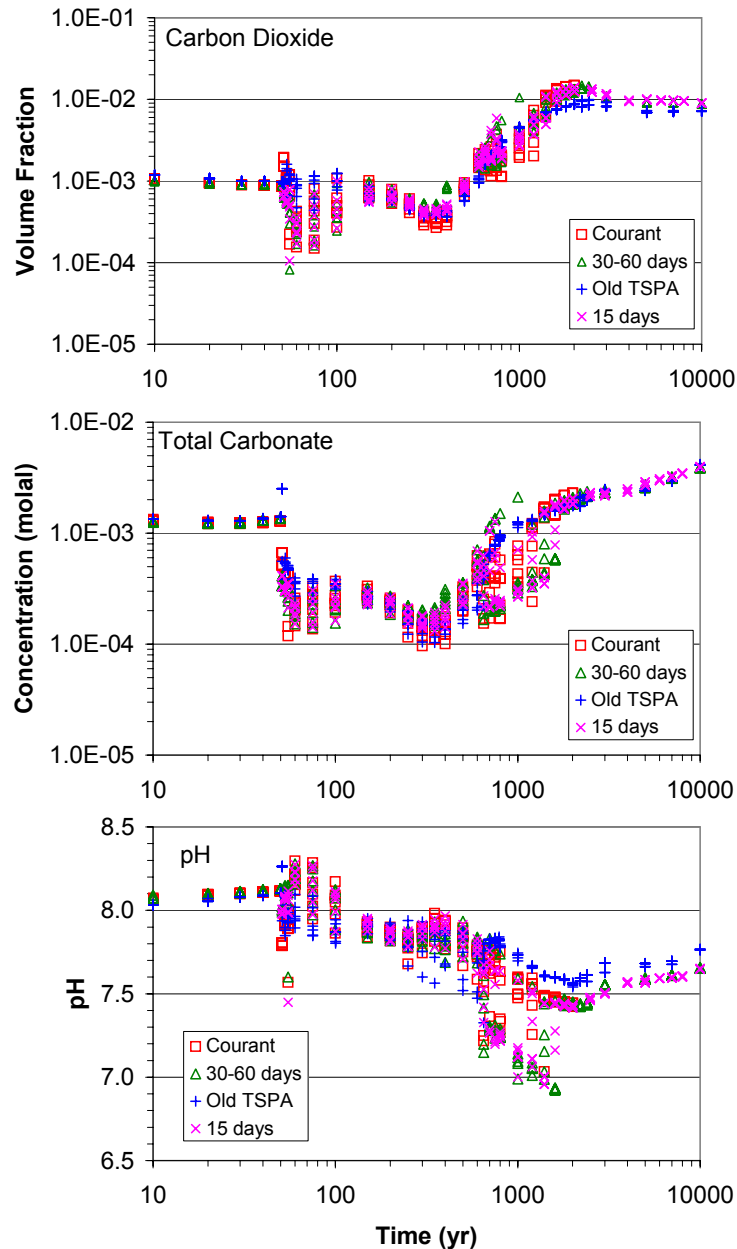 Carbon Dioxide
Volume Fraction
1.0E-01
1.0E-02
1.0E-03
1.0E-04
1.0E-05
Courant
30-60 days
Old TSPA
15 days
10
100
1000
10000
Total Carbonate
Concentration (molal)
1.0E-02
1.0E-03
1.0E-04
1.0E-05
Courant
30-60 days
Old TSPA
15 days
10
100
1000
10000
pH
pH
8.5
8.0
7.5
7.0
6.5
Courant
30-60 days
Old TSPA
15 days
10
100
1000
10000
Time (yr)